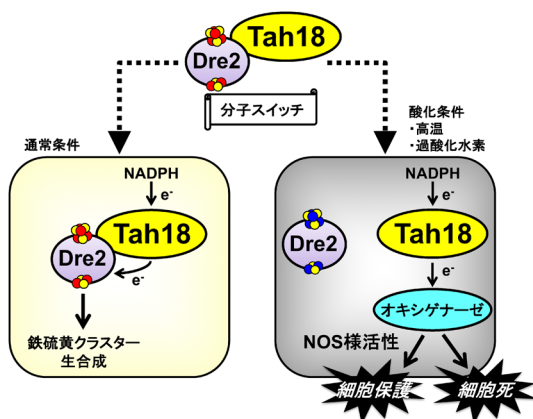 Tah18
Dre2
分子スイッチ
通常条件
酸化条件
・高温
・過酸化水素
NADPH
e-
Tah18
Dre2
e-
鉄硫黄クラスター
生合成
NADPH
e-
Dre2
Tah18
e-
オキシゲナーゼ
NOS様活性
細胞保護
細胞死